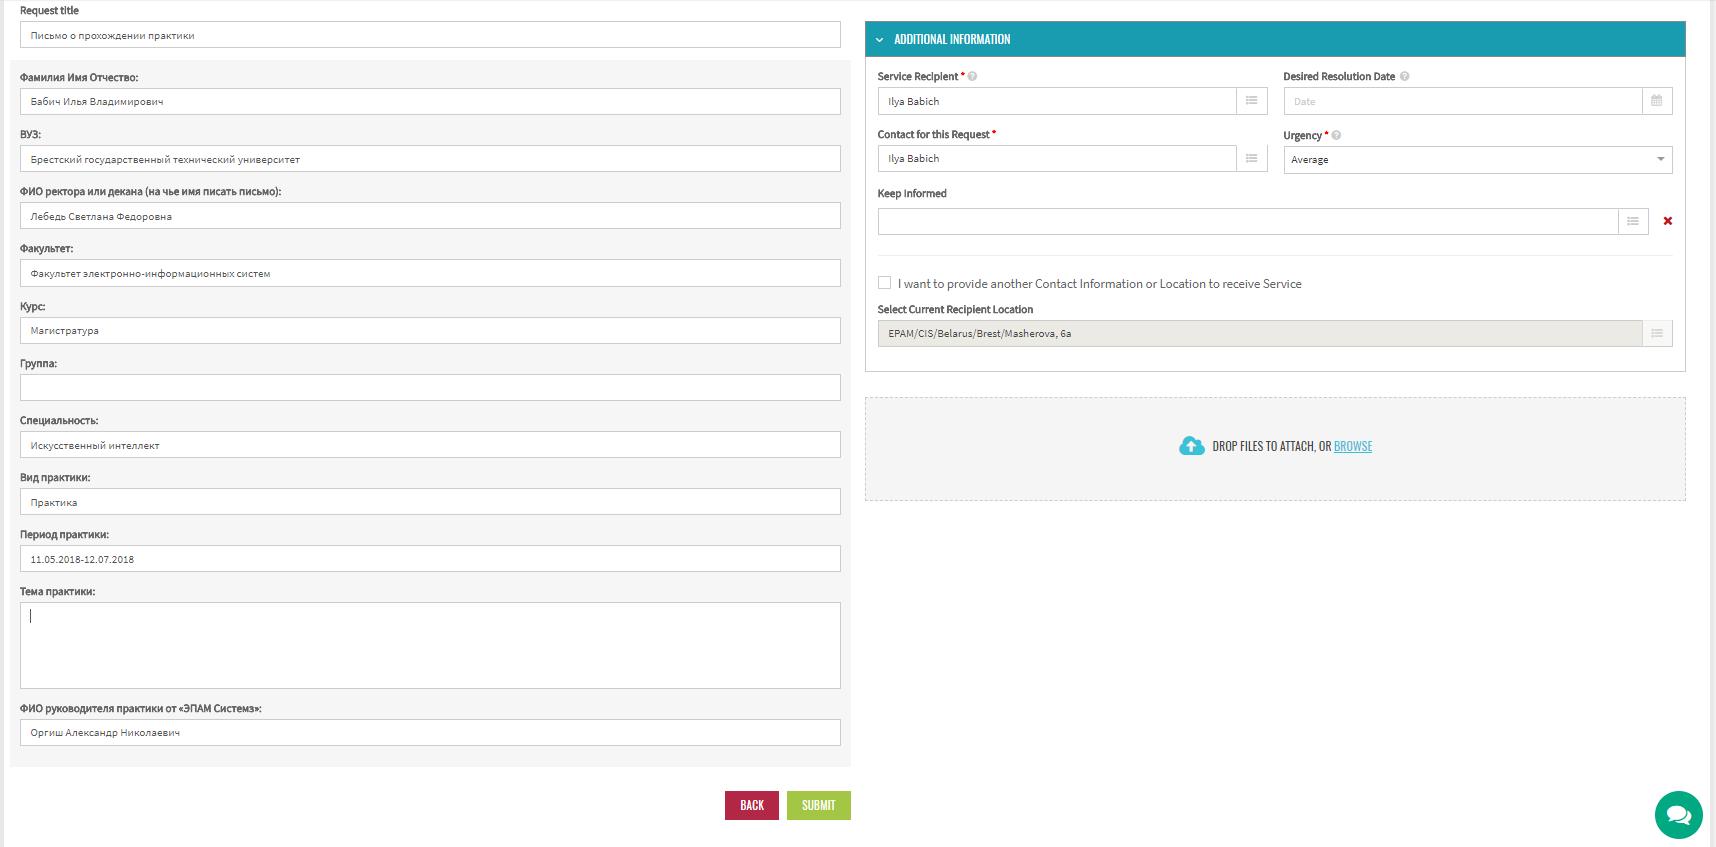 Request title
Письмо о прохождении практики
Фамилия Имя Отчество:
Бабич Илья Владимирович
ВУЗ:
Брестский государственный технический университет
ФИО ректора или декана (на чье имя писать письмо):
Лебедь Светлана Федоровна
Факультет:
Факультет электронно-информационных систем
Курс:
Магистратура
Группа:
Специальность:
Искусственный интеллект
Вид практики:
Практика
Период практики:
11.05.2018-12.07.2018
Тема практики:
ФИО руководителя практики от «ЭПАМ Системз»:
Оргиш Александр Николаевич
BACK
SUBMIT
ADDITIONAL INFORMATION
Service Recipient *
Ilya Babich
Desired Resolution Date
Date
Contact for this Request *
Ilya Babich
Urgency *
Average
Keep Informed
I want to provide another Contact Information or Location to receive Service
Select Current Recipient Location
EPAM/CIS/Belarus/Brest/Masherova, 6a
DROP FILES TO ATTACH, OR BROWSE